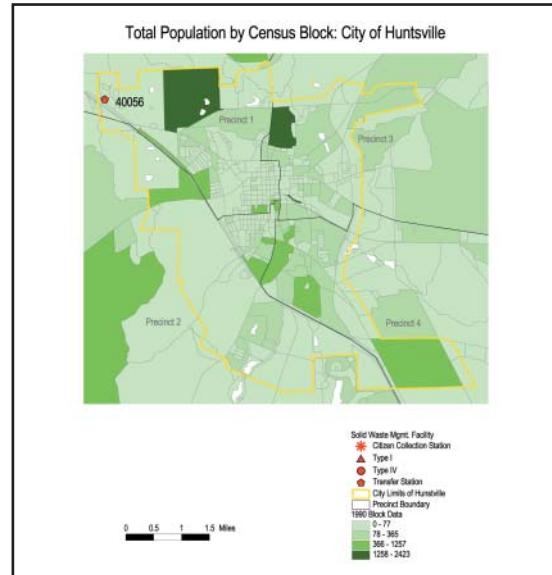 Total Population by Census Block: City of Huntsville
40056
Precinct 1
Precinct 3
Precinct 2
Precinct 4
Solid Waste Mgmt. Facility
Citizen Collection Station
Type I
Type IV
Transfer Station
City Limits of Hunstville
Precinct Boundary
1990 Block Data
0 - 77
78 - 365
366 - 1257
1258 - 2423
0 0.5 1 1.5 Miles